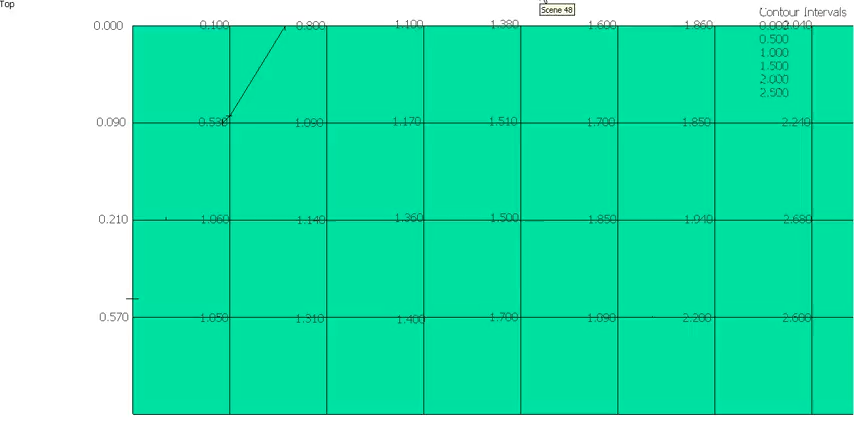 Top
Scene 48
Contour Intervals
0.000 0.100 0.800 1.100 1.380 1.600 1.860 0.000 2.040
0.500
1.000
1.500
2.000
2.500
0.090 0.530 1.090 1.170 1.510 1.700 1.850 2.240
0.210 1.060 1.140 1.360 1.500 1.850 1.940 2.680
0.570 1.050 1.310 1.400 1.700 1.090 2.200 2.600